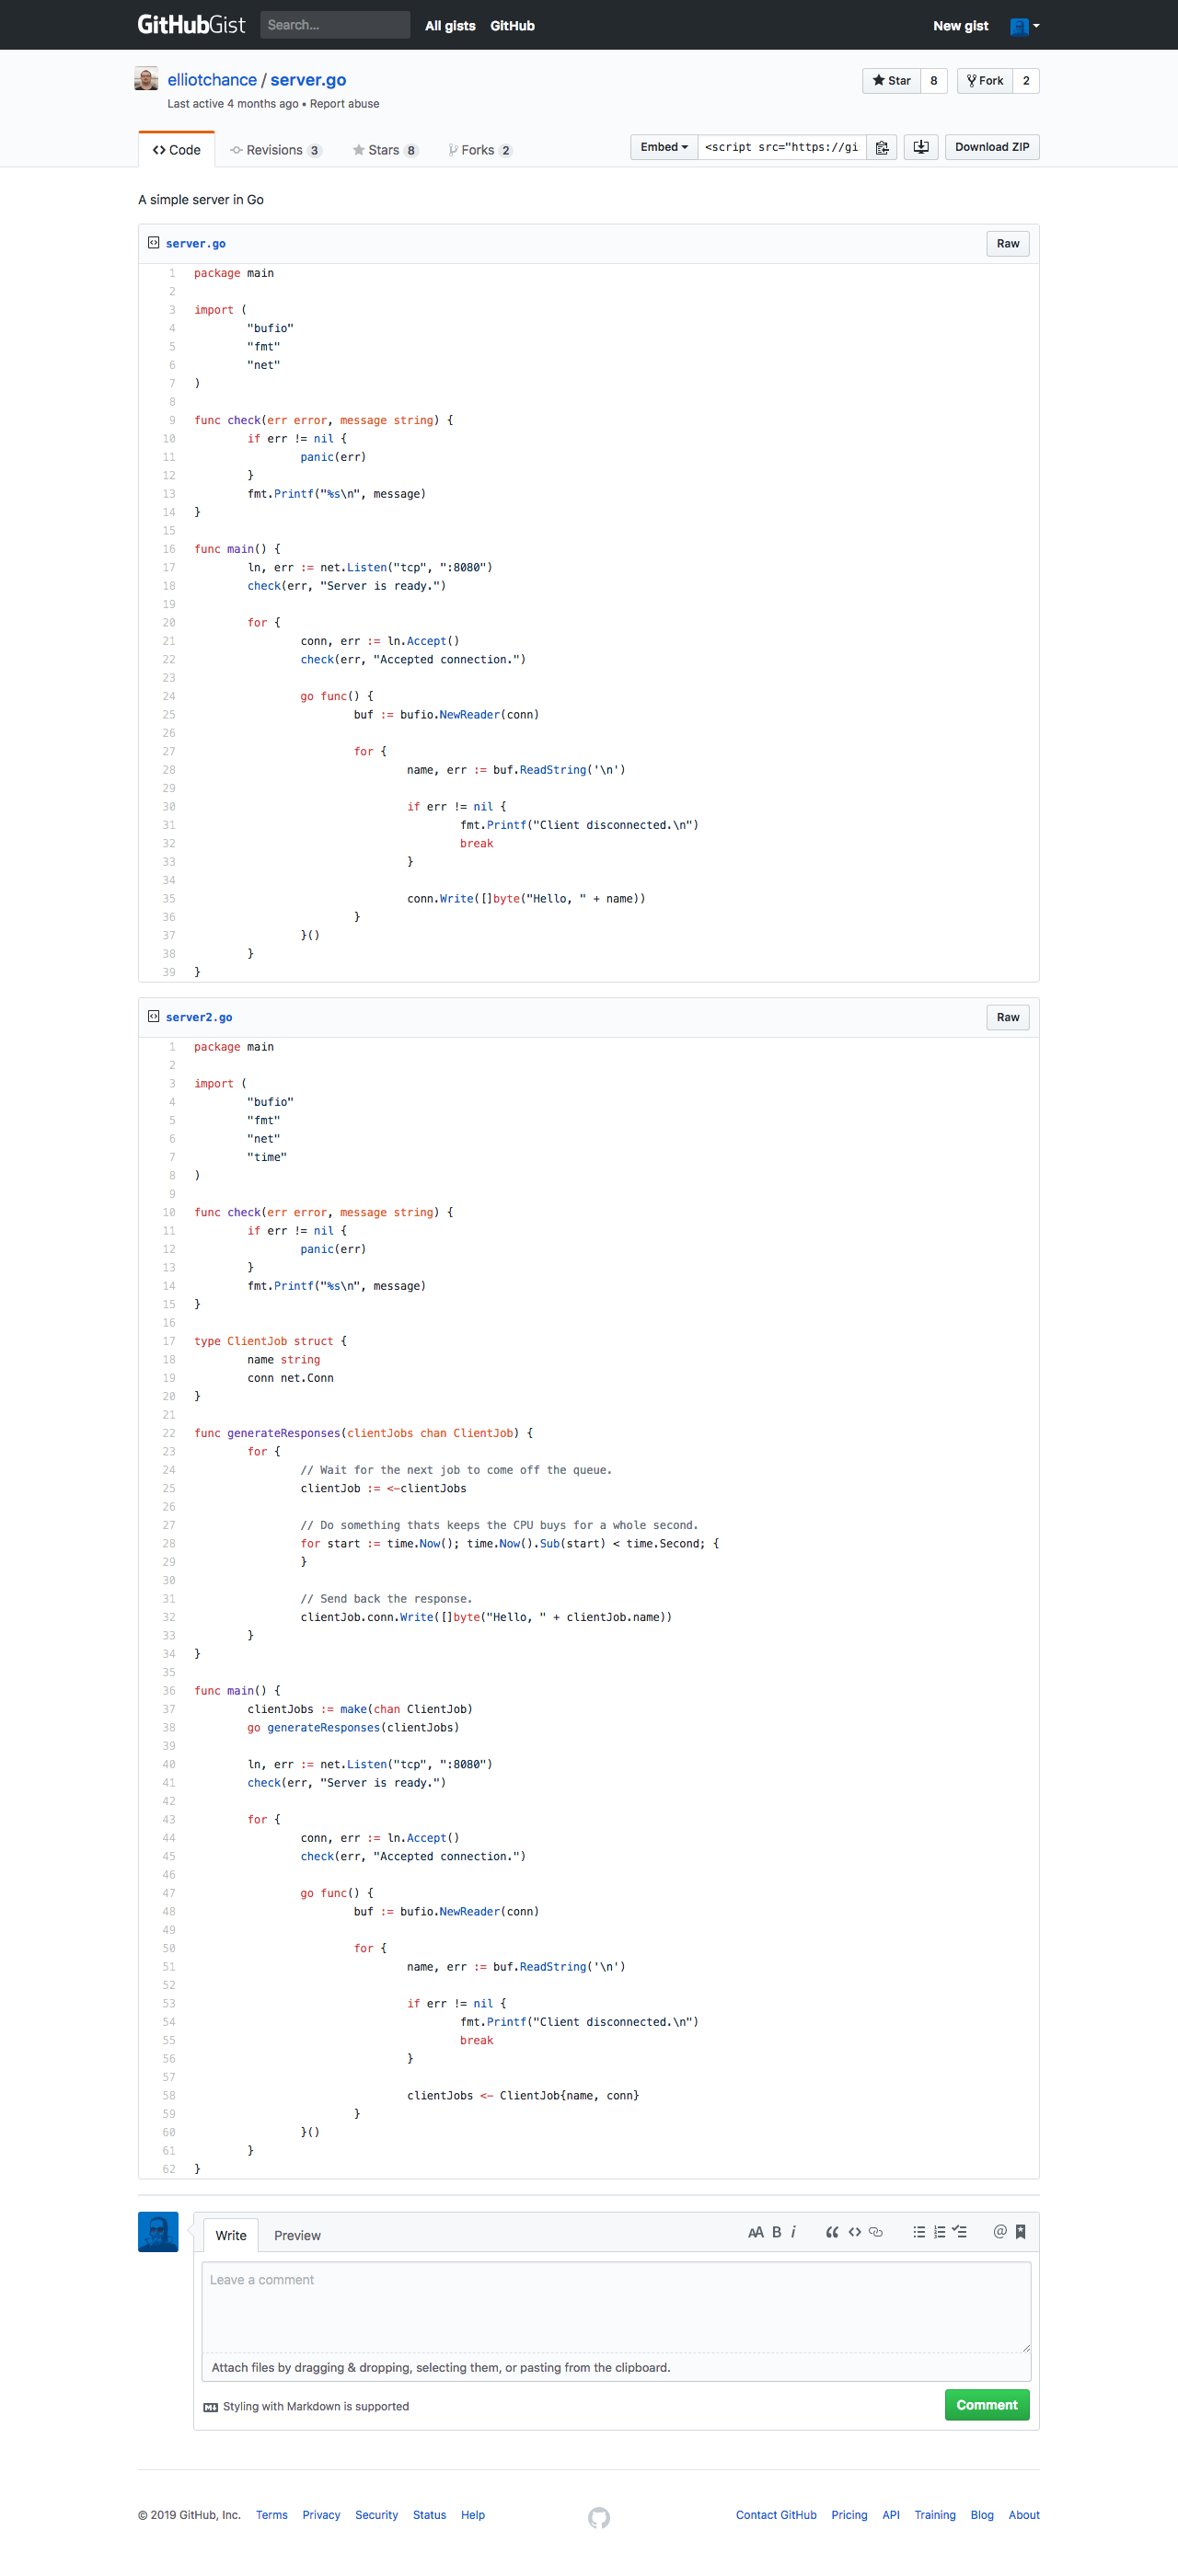 GitHubGist Search... All gists GitHub New gist
elliotchance / server.go
Star 8 Fork 2
Last active 4 months ago • Report abuse
Code Revisions 3 Stars 8 Forks 2 Embed <script src="https://gi Download ZIP
A simple server in Go
server.go Raw
1 package main
2
3 import (
4 "bufio"
5 "fmt"
6 "net"
7 )
8
9 func check(err error, message string) {
10 if err != nil {
11 panic(err)
12 }
13 fmt.Printf("%s\n", message)
14 }
15
16 func main() {
17 ln, err := net.Listen("tcp", ":8080")
18 check(err, "Server is ready.")
19
20 for {
21 conn, err := ln.Accept()
22 check(err, "Accepted connection.")
23
24 go func() {
25 buf := bufio.NewReader(conn)
26
27 for {
28 name, err := buf.ReadString('\n')
29
30 if err != nil {
31 fmt.Printf("Client disconnected.\n")
32 break
33 }
34
35 conn.Write([]byte("Hello, " + name))
36 }
37 }()
38 }
39 }
server2.go Raw
1 package main
2
3 import (
4 "bufio"
5 "fmt"
6 "net"
7 "time"
8 )
9
10 func check(err error, message string) {
11 if err != nil {
12 panic(err)
13 }
14 fmt.Printf("%s\n", message)
15 }
16
17 type ClientJob struct {
18 name string
19 conn net.Conn
20 }
21
22 func generateResponses(clientJobs chan ClientJob) {
23 for {
24 // Wait for the next job to come off the queue.
25 clientJob := <-clientJobs
26
27 // Do something thats keeps the CPU buys for a whole second.
28 for start := time.Now(); time.Now().Sub(start) < time.Second; {
29 }
30
31 // Send back the response.
32 clientJob.conn.Write([]byte("Hello, " + clientJob.name))
33 }
34 }
35
36 func main() {
37 clientJobs := make(chan ClientJob)
38 go generateResponses(clientJobs)
39
40 ln, err := net.Listen("tcp", ":8080")
41 check(err, "Server is ready.")
42
43 for {
44 conn, err := ln.Accept()
45 check(err, "Accepted connection.")
46
47 go func() {
48 buf := bufio.NewReader(conn)
49
50 for {
51 name, err := buf.ReadString('\n')
52
53 if err != nil {
54 fmt.Printf("Client disconnected.\n")
55 break
56 }
57
58 clientJobs <- ClientJob{name, conn}
59 }
60 }()
61 }
62 }
Write Preview AA B i
Leave a comment
Attach files by dragging & dropping, selecting them, or pasting from the clipboard.
Styling with Markdown is supported Comment
© 2019 GitHub, Inc. Terms Privacy Security Status Help Contact GitHub Pricing API Training Blog About